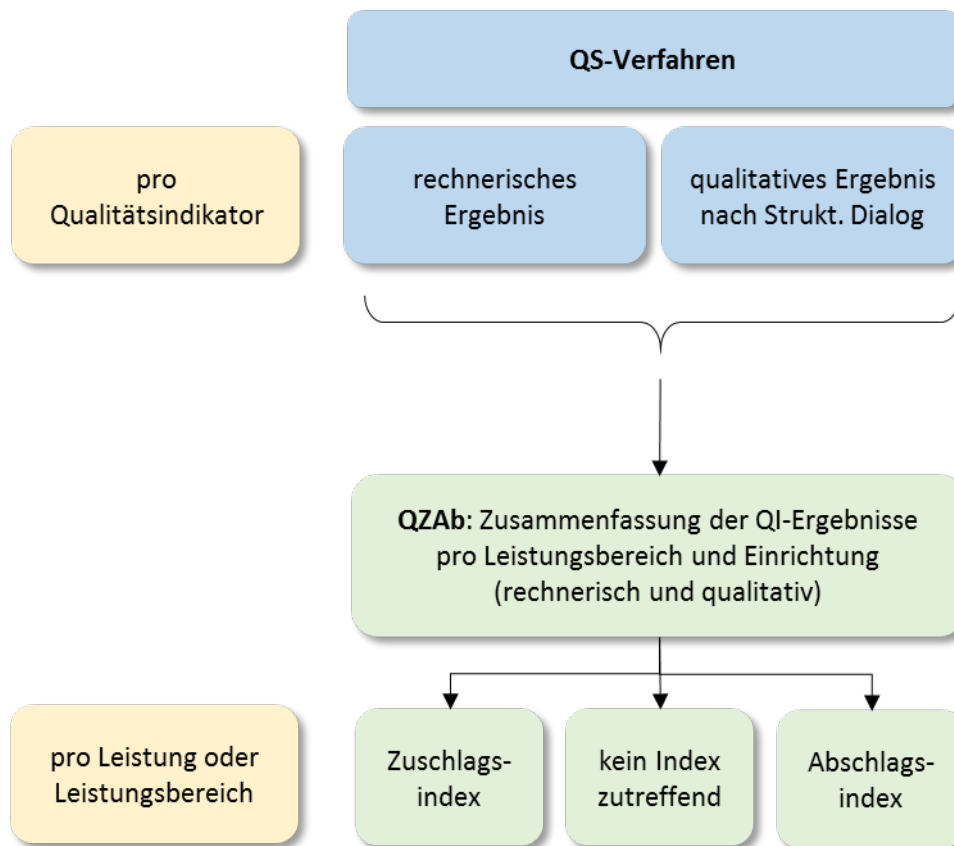 QS-Verfahren
pro
Qualitätsindikator
rechnerisches
Ergebnis
qualitatives Ergebnis
nach Strukt. Dialog
QZAb: Zusammenfassung der QI-Ergebnisse
pro Leistungsbereich und Einrichtung
(rechnerisch und qualitativ)
pro Leistung oder
Leistungsbereich
Zuschlags-
index
kein Index
zutreffend
Abschlags-
index